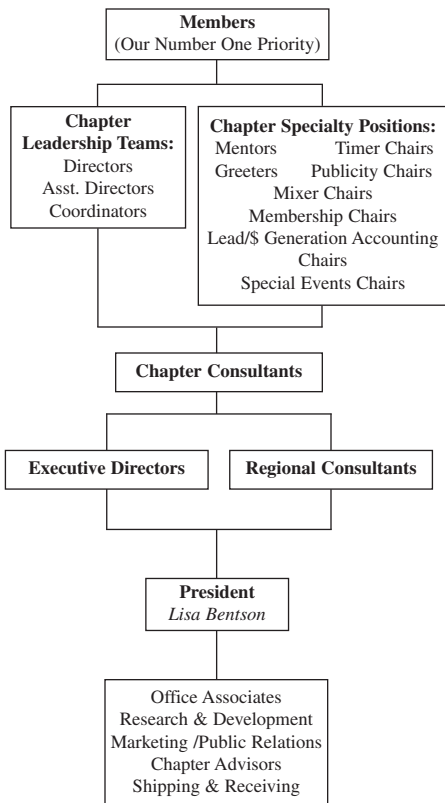 Members
(Our Number One Priority)
Chapter
Leadership Teams:
Directors
Asst. Directors
Coordinators
Chapter Specialty Positions:
Mentors Timer Chairs
Greeters Publicity Chairs
Mixer Chairs
Membership Chairs
Lead/$ Generation Accounting
Chairs
Special Events Chairs
Chapter Consultants
Executive Directors
Regional Consultants
President
Lisa Bentson
Office Associates
Research & Development
Marketing /Public Relations
Chapter Advisors
Shipping & Receiving